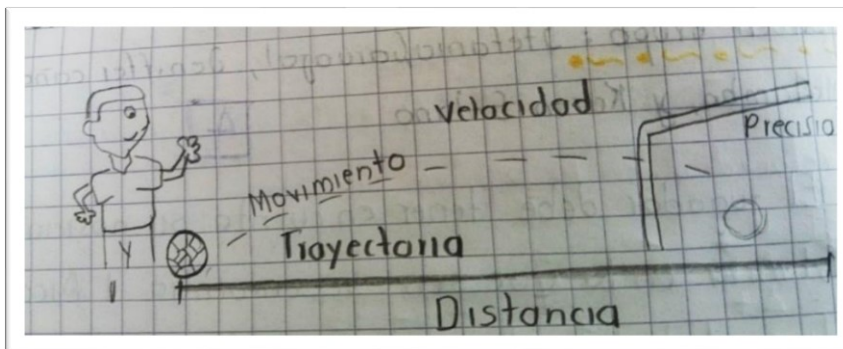 Velocidad
Precisio
Movimiento
Trayectoria
Distancia